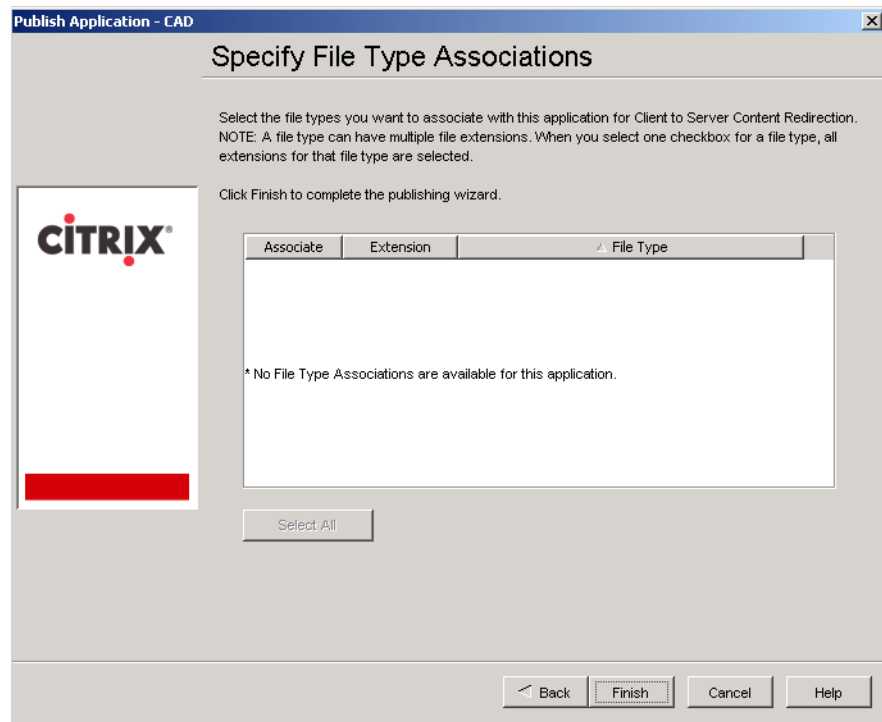 Publish Application - CAD
Specify File Type Associations
Select the file types you want to associate with this application for Client to Server Content Redirection.
NOTE: A file type can have multiple file extensions. When you select one checkbox for a file type, all
extensions for that file type are selected.
Click Finish to complete the publishing wizard.
CITRIX®
Associate Extension File Type
* No File Type Associations are available for this application.
Select All
Back Finish Cancel Help